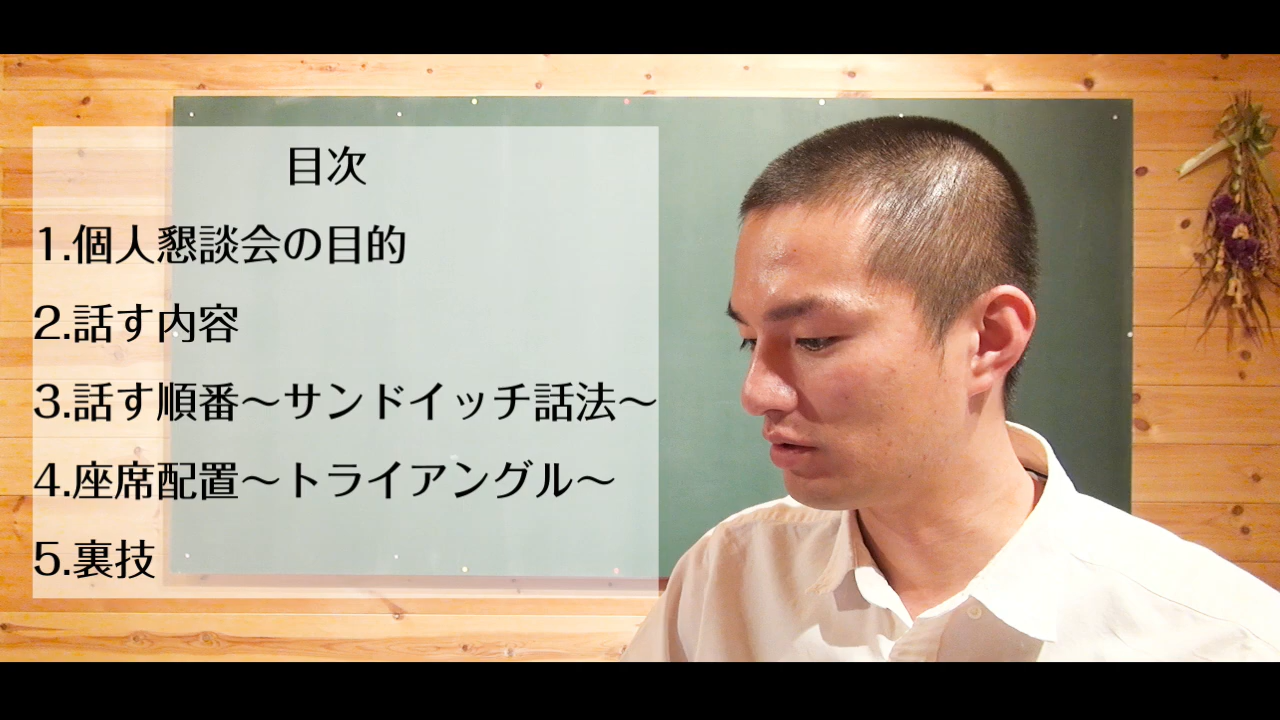 目次
1.個人懇談会の目的
2.話す内容
3.話す順番〜サンドイッチ話法〜
4.座席配置〜トライアングル〜
5.裏技